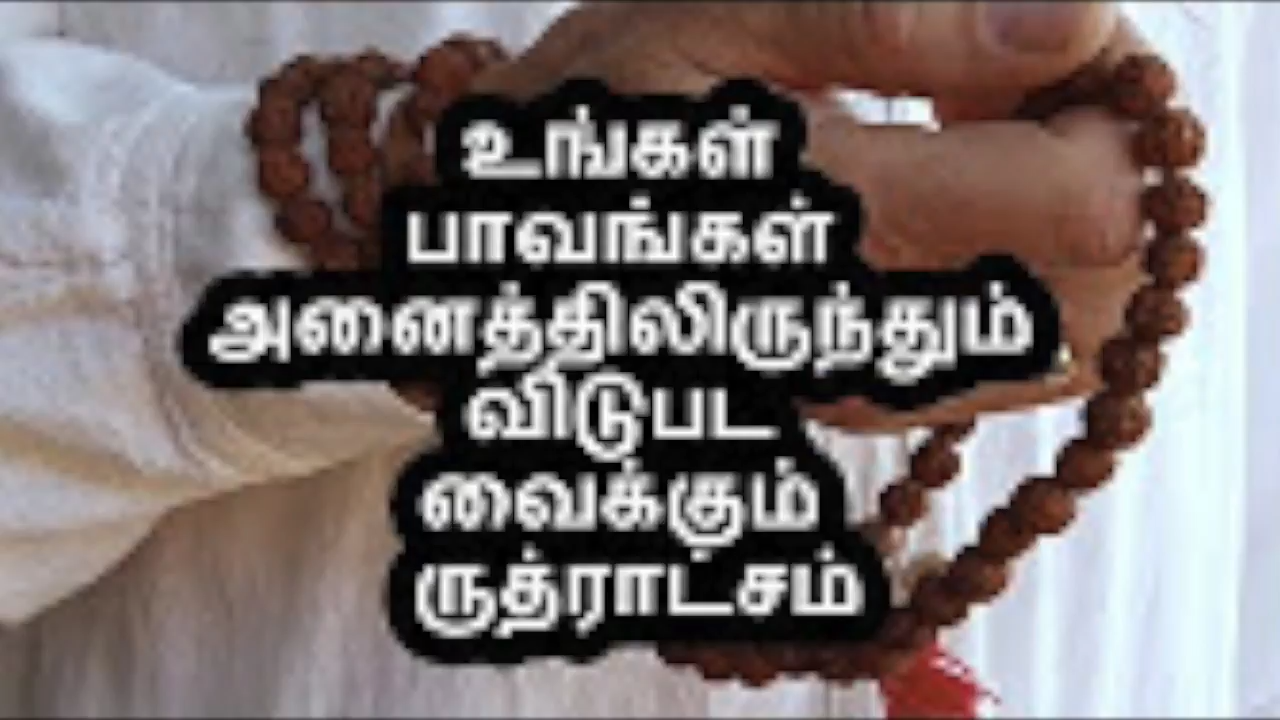 உங்கள்
பாவங்கள்
அனைத்திலிருந்தும்
விடுபட
வைக்கும்
ருத்ராட்சம்